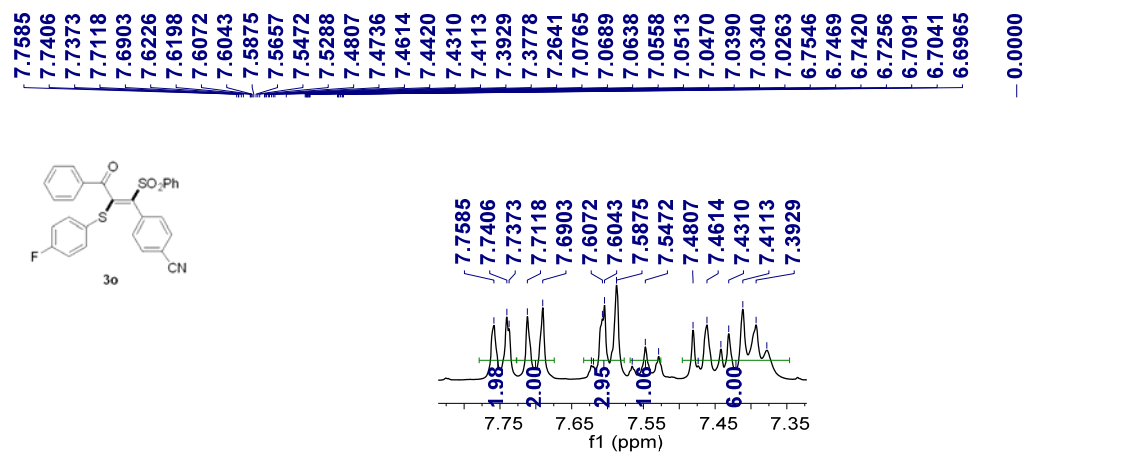 7.7585 7.7406 7.7373 7.7118 7.6903 7.6226 7.6198 7.6072 7.6043 7.5875 7.5657 7.5472 7.5288 7.4807 7.4736 7.4614 7.4420 7.4310 7.4113 7.3929 7.3778 7.2641 7.0765 7.0689 7.0638 7.0558 7.0513 7.0470 7.0390 7.0340 7.0263 6.7546 6.7469 6.7420 6.7256 6.7091 6.7041 6.6965 0.0000
O
SO2Ph
S
F
CN
3o
7.7585 7.7406 7.7373 7.7118 7.6903 7.6072 7.6043 7.5875 7.5472 7.4807 7.4614 7.4310 7.4113 7.3929
1.98 2.00 2.95 1.06 6.00
7.75 7.65 7.55 7.45 7.35
f1 (ppm)